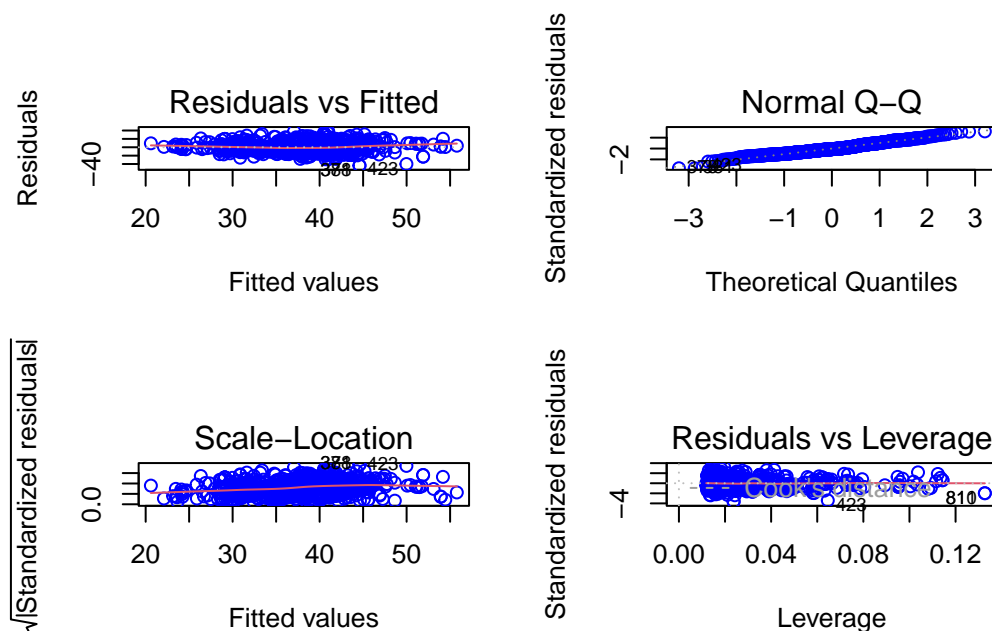 Residuals vs Fitted
Residuals
−40
423
20 30 40 50
Fitted values
Normal Q−Q
Standardized residuals
−2
−3 −1 0 1 2 3
Theoretical Quantiles
Scale−Location
√|Standardized residuals|
0.0
423
20 30 40 50
Fitted values
Residuals vs Leverage
Standardized residuals
−4
Cook's distance
423
0.00 0.04 0.08 0.12
Leverage